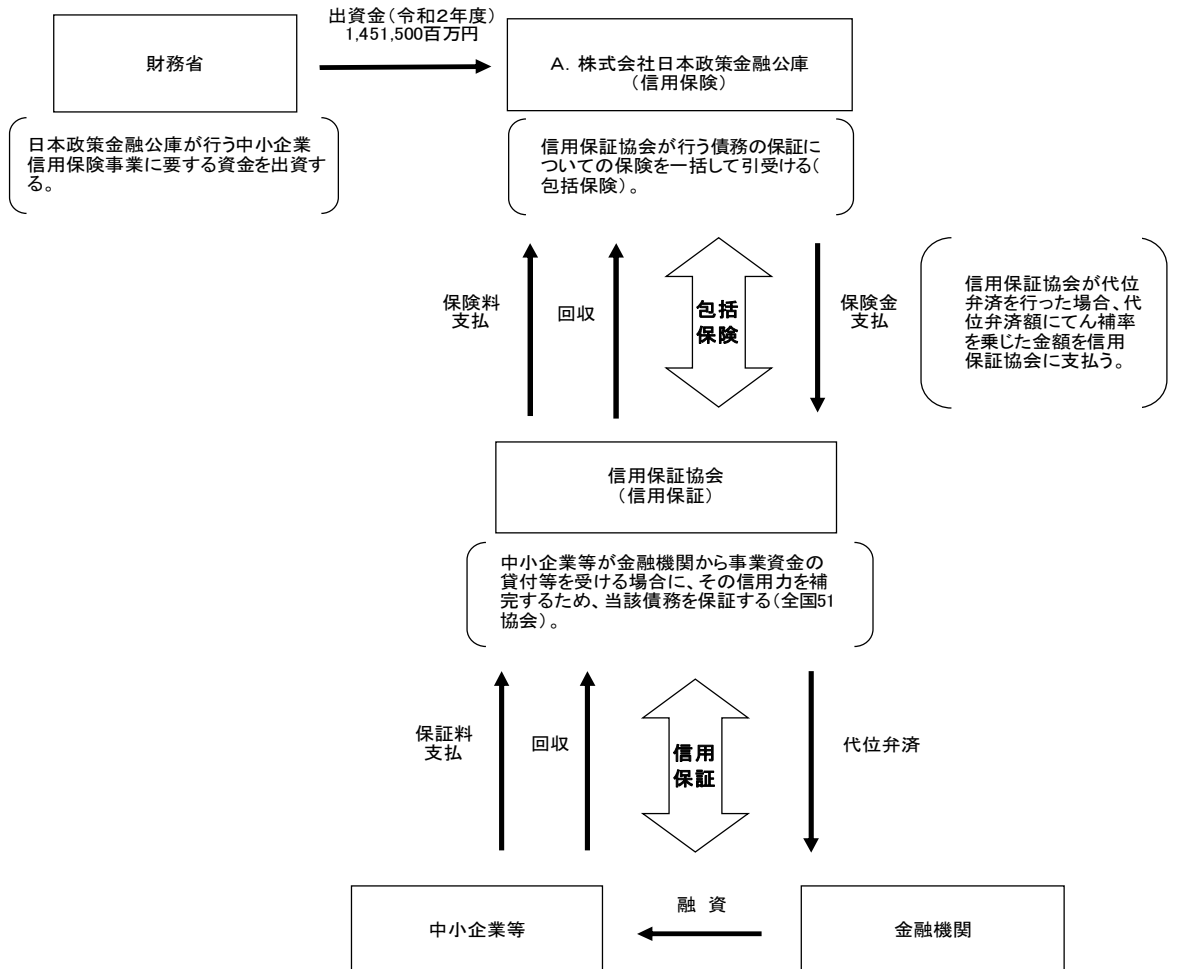 出資金(令和2年度)
1,451,500百万円
財務省
A. 株式会社日本政策金融公庫
(信用保険)
日本政策金融公庫が行う中小企業
信用保険事業に要する資金を出資す
る。
信用保証協会が行う債務の保証に
ついての保険を一括して引受ける(
包括保険)。
保険料
支払
回収
包括
保険
保険金
支払
信用保証協会が代位
弁済を行った場合、代
位弁済額にてん補率
を乗じた金額を信用
保証協会に支払う。
信用保証協会
(信用保証)
中小企業等が金融機関から事業資金の
貸付等を受ける場合に、その信用力を補
完するため、当該債務を保証する(全国51
協会)。
保証料
支払
回収
信用
保証
代位弁済
中小企業等
融 資
金融機関